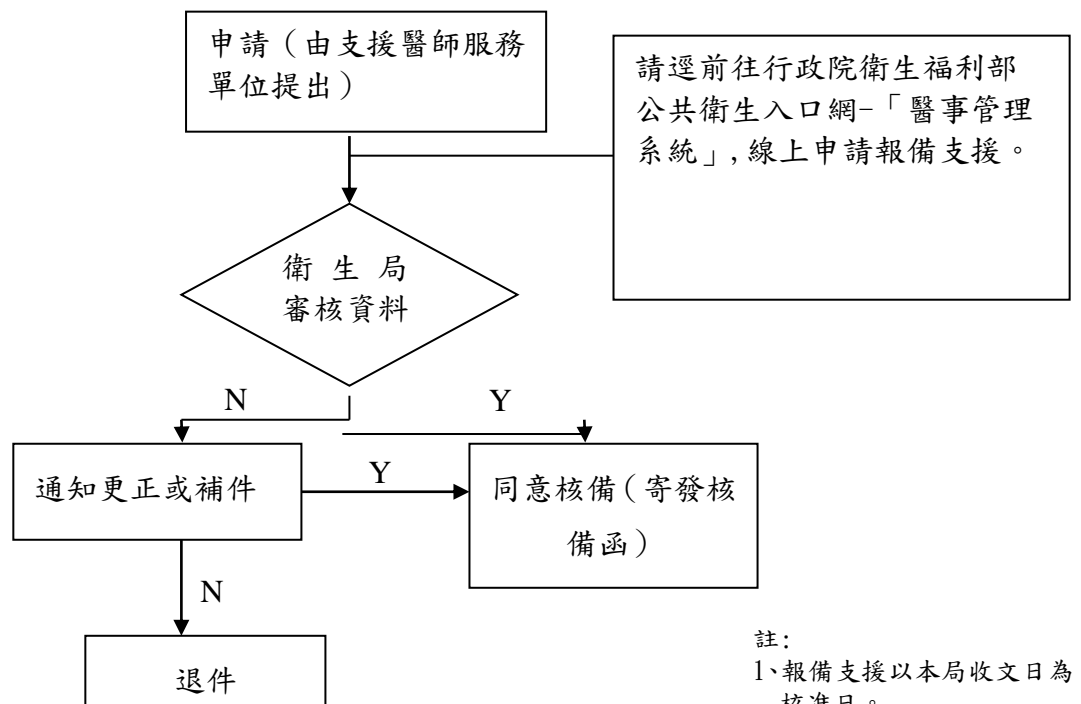 申請（由支援醫師服務
單位提出）
請逕前往行政院衛生福利部
公共衛生入口網-「醫事管理
系統」,線上申請報備支援。
衛 生 局
審核資料
N
Y
通知更正或補件
Y
同意核備（寄發核
備函）
N
退件
註：
1、報備支援以本局收文日為
核准日。